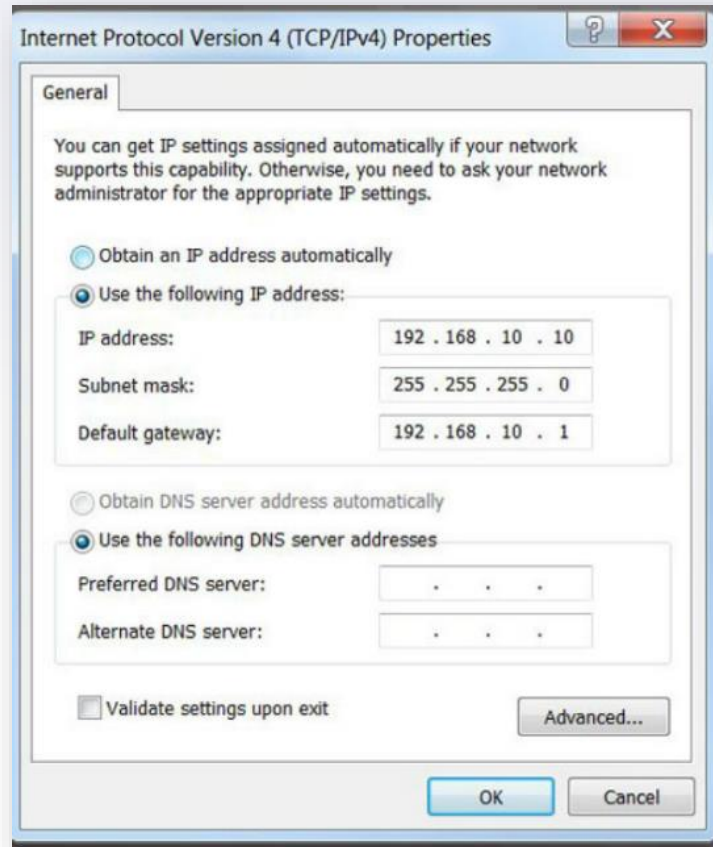 Internet Protocol Version 4 (TCP/IPv4) Properties
General
You can get IP settings assigned automatically if your network
supports this capability. Otherwise, you need to ask your network
administrator for the appropriate IP settings.
Obtain an IP address automatically
Use the following IP address:
IP address: 192 . 168 . 10 . 10
Subnet mask: 255 . 255 . 255 . 0
Default gateway: 192 . 168 . 10 . 1
Obtain DNS server address automatically
Use the following DNS server addresses
Preferred DNS server: . . .
Alternate DNS server: . . .
Validate settings upon exit
Advanced...
OK Cancel